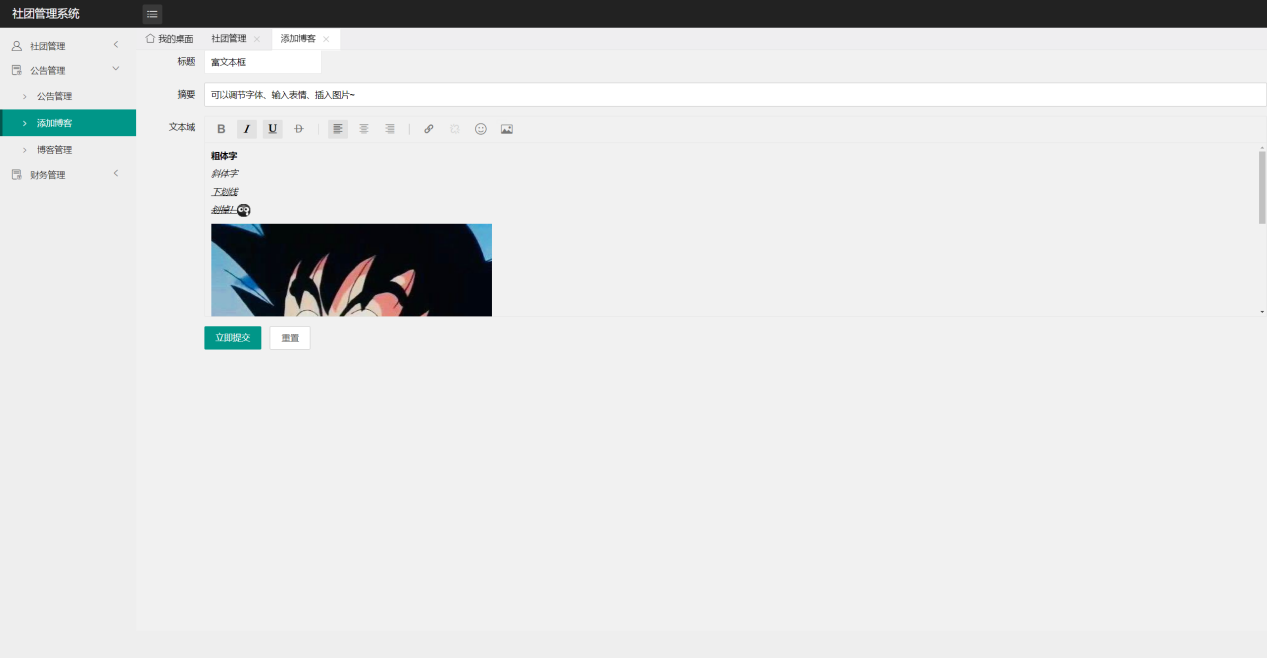 社团管理系统
社团管理
公告管理
公告管理
添加博客
博客管理
财务管理
我的桌面 社团管理 添加博客
标题 富文本框
摘要 可以调节字体、输入表情、插入图片~
文本域 B I U D
粗体字
斜体字
下划线
划掉!
立即提交 重置